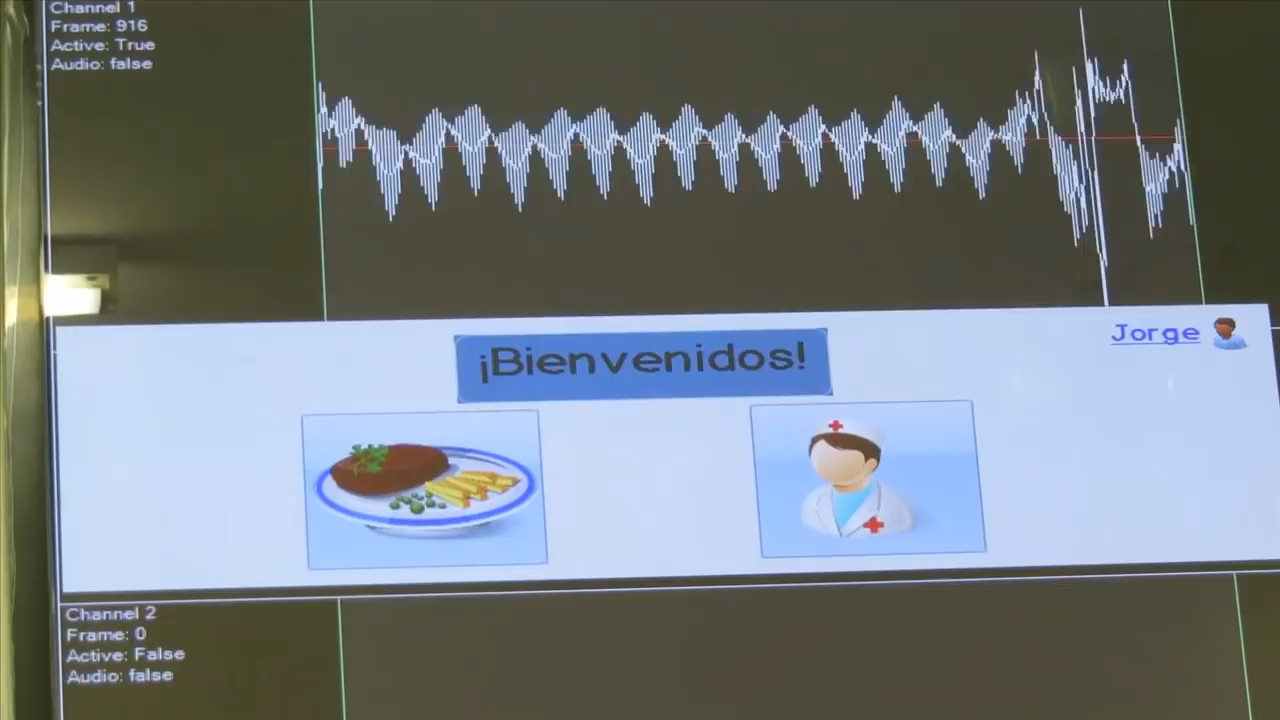 Channel 1
Frame: 916
Active: True
Audio: false
¡Bienvenidos!
Jorge
Channel 2
Frame: 0
Active: False
Audio: false